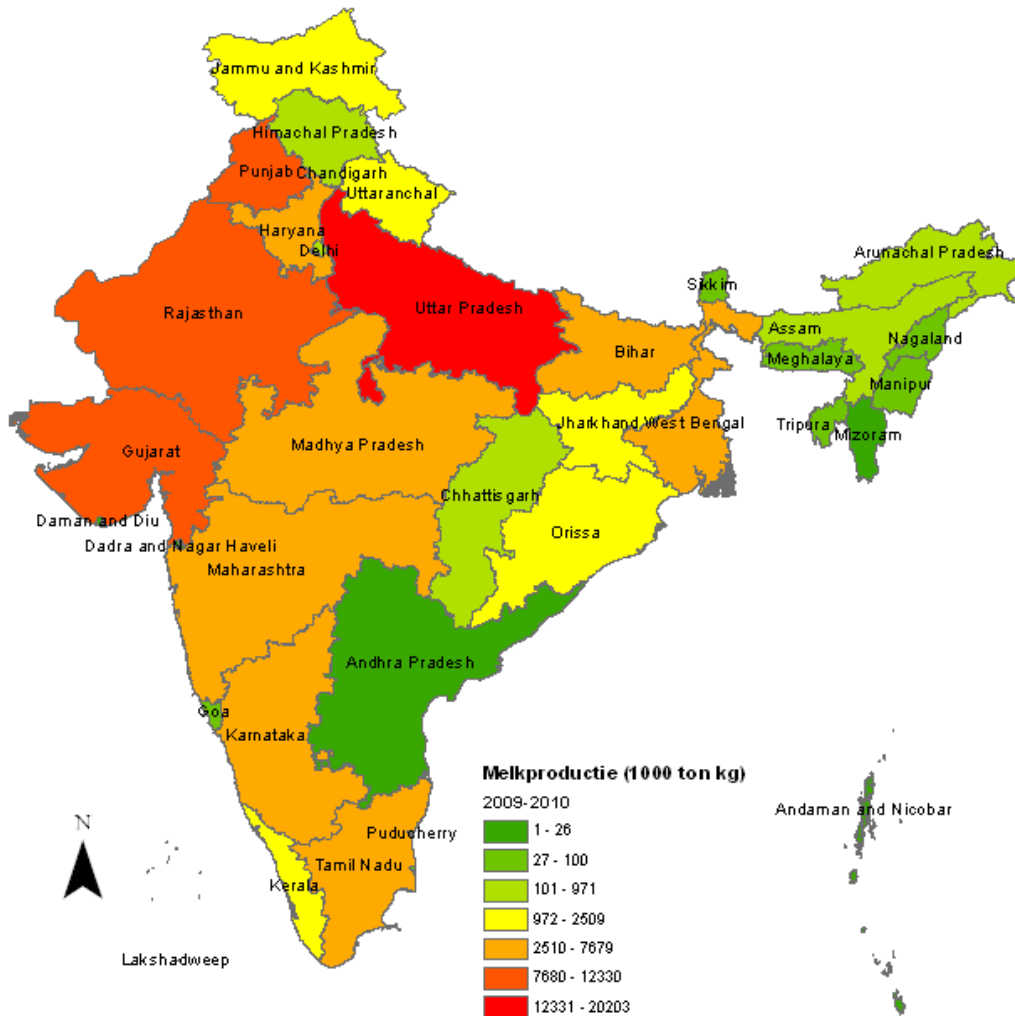 Jammu and Kashmir
Himachal Pradesh
Punjab
Chandigarh
Uttaranchal
Haryana
Delhi
Arunachal Pradesh
Sikkim
Rajasthan
Uttar Pradesh
Assam
Nagaland
Bihar
Meghalaya
Manipur
Jharkhand
West Bengal
Tripura
Mizoram
Gujarat
Madhya Pradesh
Chhattisgarh
Daman and Diu
Orissa
Dadra and Nagar Haveli
Maharashtra
Andhra Pradesh
Goa
Karnataka
Melkproductie (1000 ton kg)
2009-2010
1 - 26
27 - 100
101 - 971
972 - 2509
2510 - 7679
7680 - 12330
12331 - 20203
Andaman and Nicobar
N
Puducherry
Tamil Nadu
Kerala
Lakshadweep